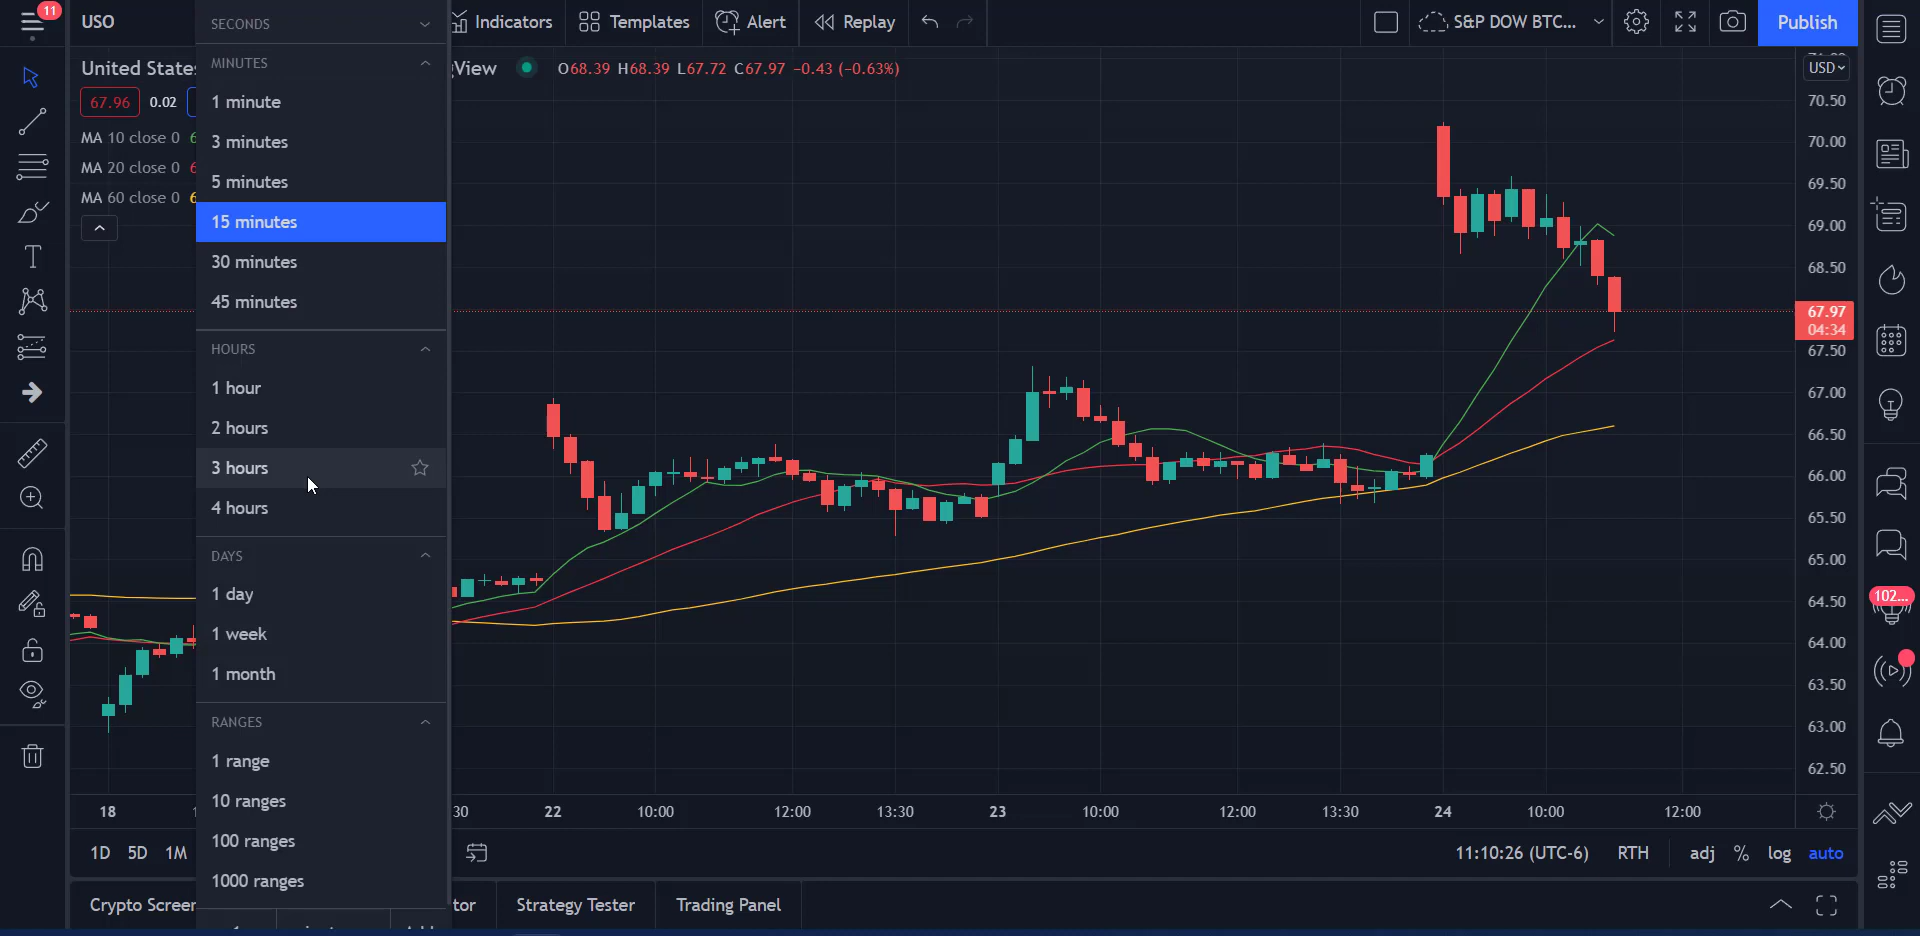 11
USO
SECONDS
Indicators
Templates
Alert
Replay
S&P DOW BTC...
Publish
MINUTES
United States
View
O68.39 H68.39 L67.72 C67.97 −0.43 (−0.63%)
67.96
0.02
MA 10 close 0
MA 20 close 0
MA 60 close 0
1 minute
3 minutes
5 minutes
15 minutes
30 minutes
45 minutes
HOURS
1 hour
2 hours
3 hours
4 hours
DAYS
1 day
1 week
1 month
RANGES
1 range
10 ranges
100 ranges
1000 ranges
USD
70.50
70.00
69.50
69.00
68.50
67.97
04:34
67.50
67.00
66.50
66.00
65.50
65.00
64.50
64.00
63.50
63.00
62.50
102...
18
30
22
10:00
12:00
13:30
23
10:00
12:00
13:30
24
10:00
12:00
1D 5D 1M
11:10:26 (UTC-6)
RTH
adj
%
log
auto
Crypto Screen
tor
Strategy Tester
Trading Panel